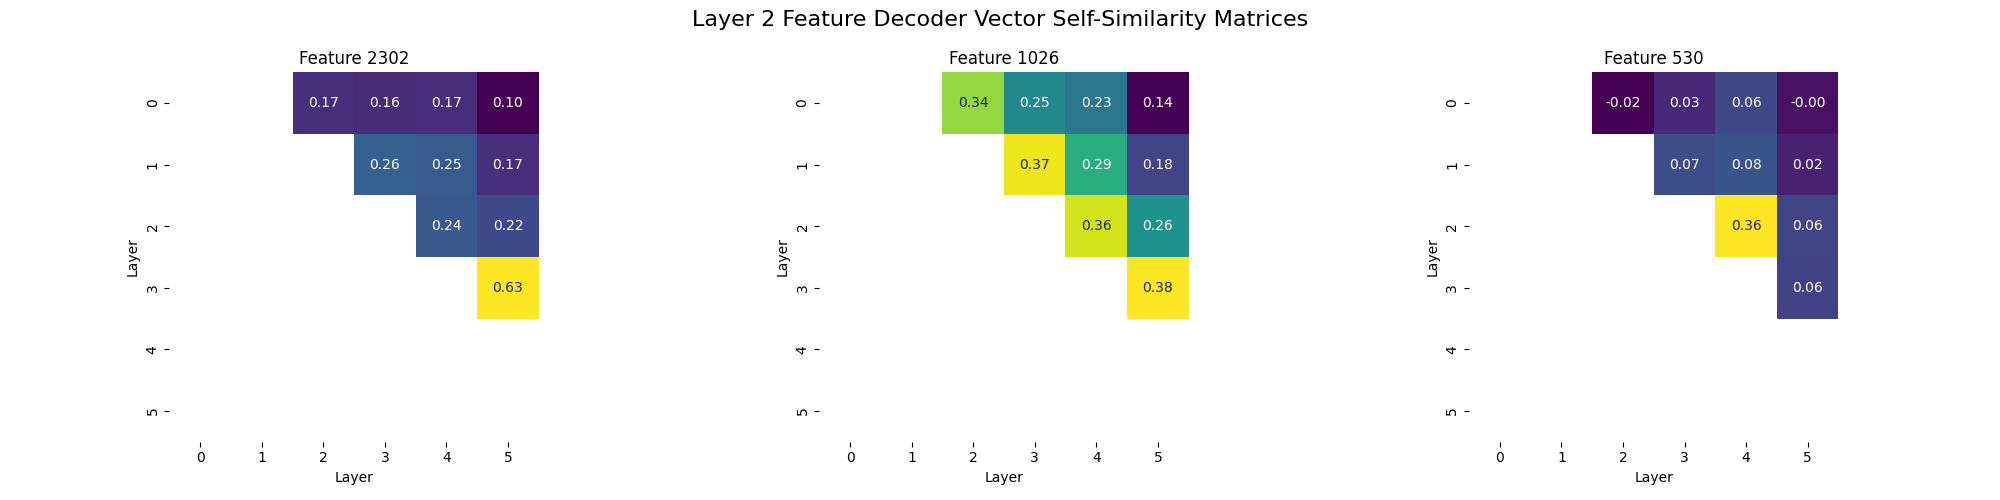 Layer 2 Feature Decoder Vector Self-Similarity Matrices
Feature 2302
0 0.17 0.16 0.17 0.10
1 0.26 0.25 0.17
2 0.24 0.22
3 0.63
4
5
0 1 2 3 4 5
Layer
Layer
Feature 1026
0 0.34 0.25 0.23 0.14
1 0.37 0.29 0.18
2 0.36 0.26
3 0.38
4
5
0 1 2 3 4 5
Layer
Layer
Feature 530
0 -0.02 0.03 0.06 -0.00
1 0.07 0.08 0.02
2 0.36 0.06
3 0.06
4
5
0 1 2 3 4 5
Layer
Layer